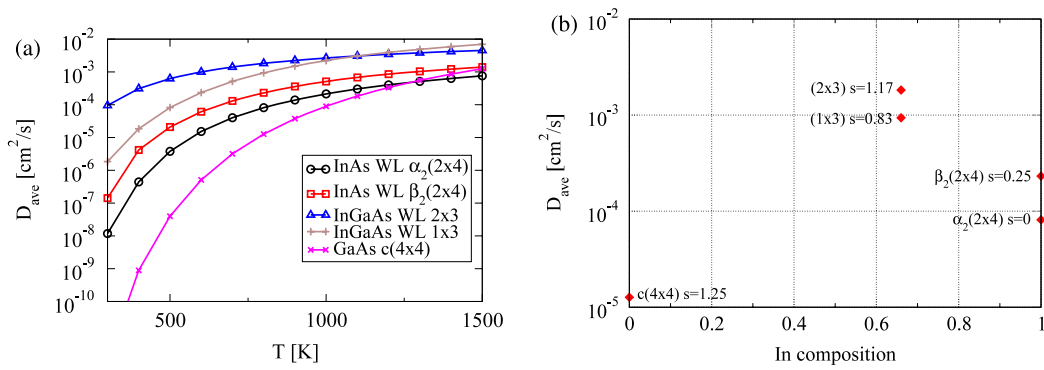 (a)
D_ave [cm²/s]
10⁻²
10⁻³
10⁻⁴
10⁻⁵
10⁻⁶
10⁻⁷
10⁻⁸
10⁻⁹
10⁻¹⁰
InAs WL α₂(2x4)
InAs WL β₂(2x4)
InGaAs WL 2x3
InGaAs WL 1x3
GaAs c(4x4)
500 1000 1500
T [K]
(b)
D_ave [cm²/s]
10⁻²
10⁻³
10⁻⁴
10⁻⁵
(2x3) s=1.17
(1x3) s=0.83
β₂(2x4) s=0.25
α₂(2x4) s=0
c(4x4) s=1.25
0 0.2 0.4 0.6 0.8 1
In composition